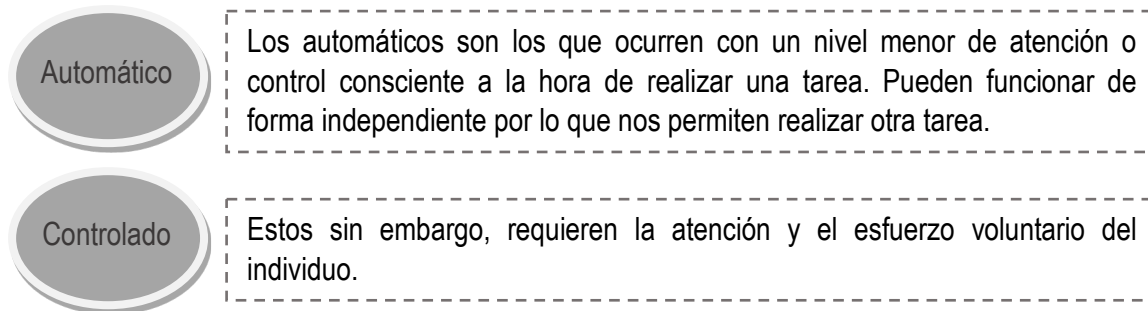 Automático
Los automáticos son los que ocurren con un nivel menor de atención o
control consciente a la hora de realizar una tarea. Pueden funcionar de
forma independiente por lo que nos permiten realizar otra tarea.
Controlado
Estos sin embargo, requieren la atención y el esfuerzo voluntario del
individuo.